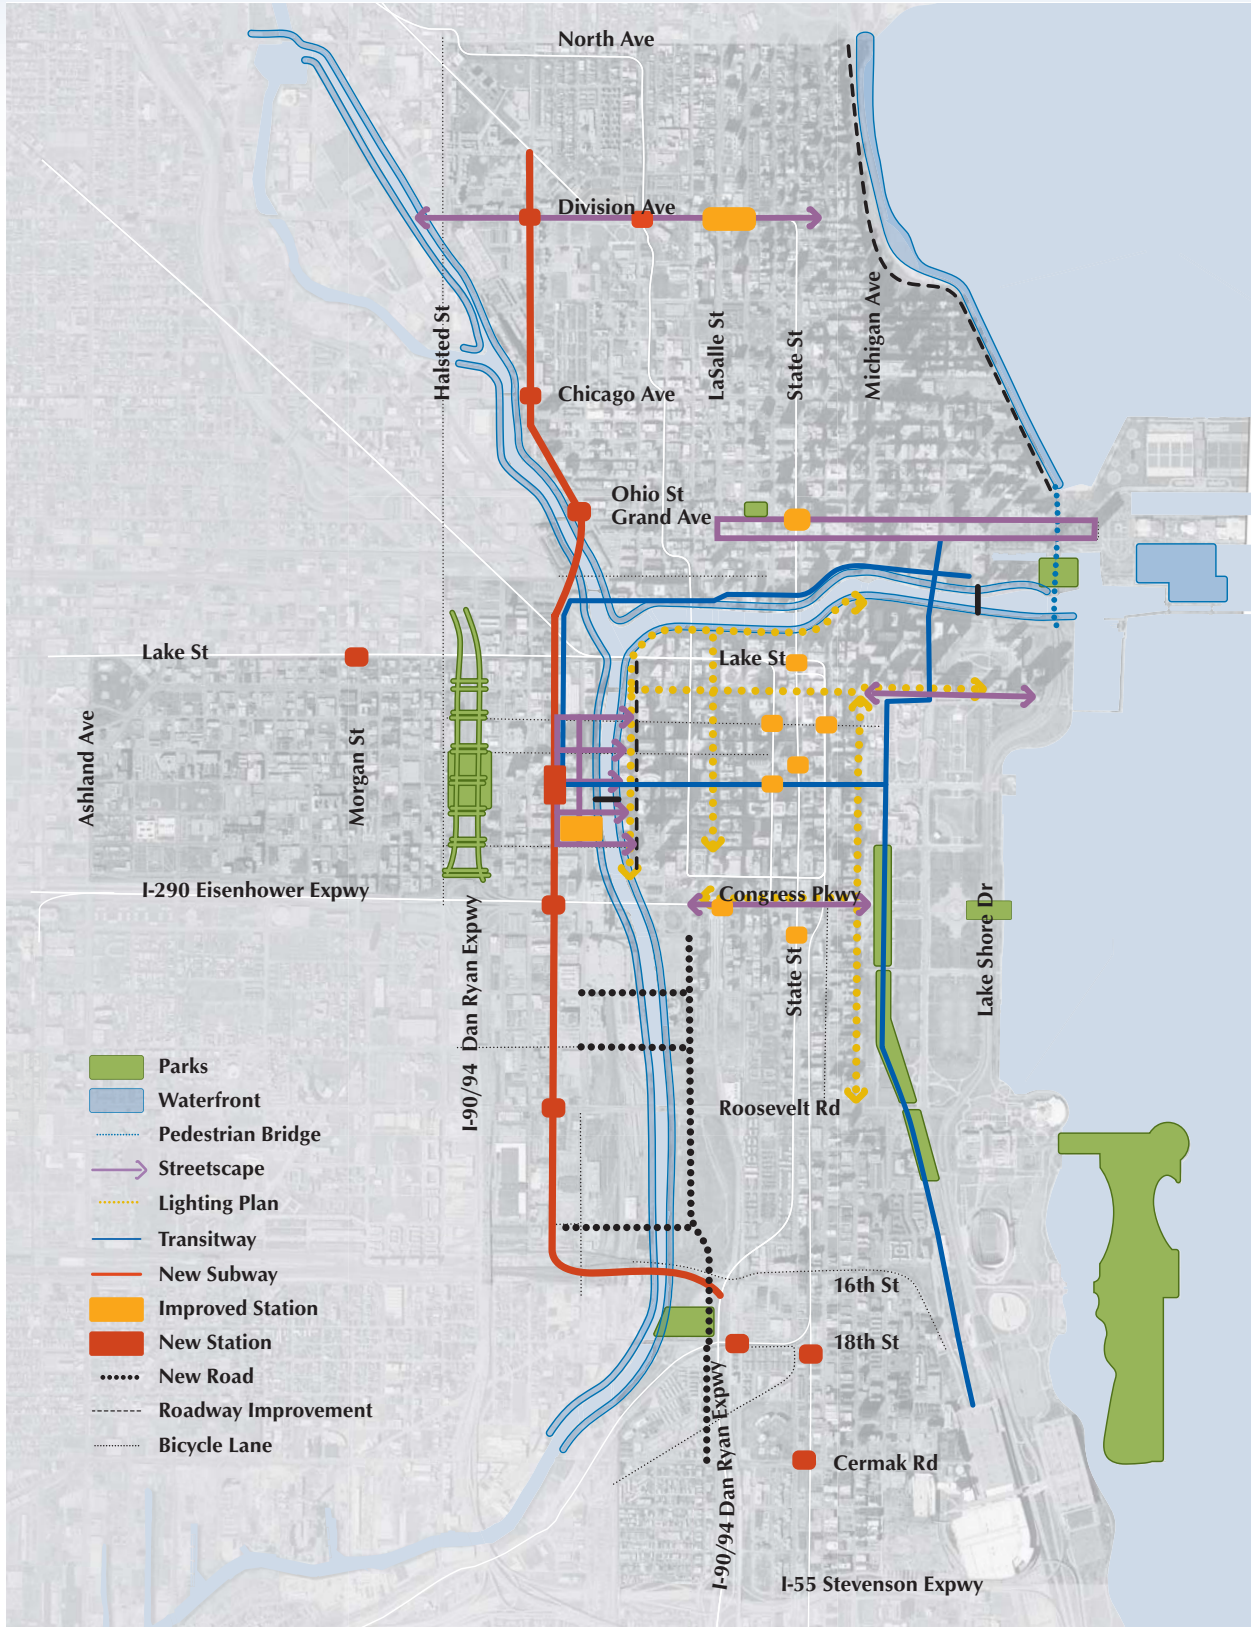 North Ave
Division Ave
Halsted St
LaSalle St
State St
Michigan Ave
Chicago Ave
Ohio St
Grand Ave
Lake St
Lake St
Ashland Ave
Morgan St
I-290 Eisenhower Expwy
Congress Pkwy
I-90/94 Dan Ryan Expwy
State St
Lake Shore Dr
Roosevelt Rd
Parks
Waterfront
Pedestrian Bridge
Streetscape
Lighting Plan
Transitway
New Subway
Improved Station
New Station
New Road
Roadway Improvement
Bicycle Lane
16th St
18th St
I-90/94 Dan Ryan Expwy
Cermak Rd
I-55 Stevenson Expwy